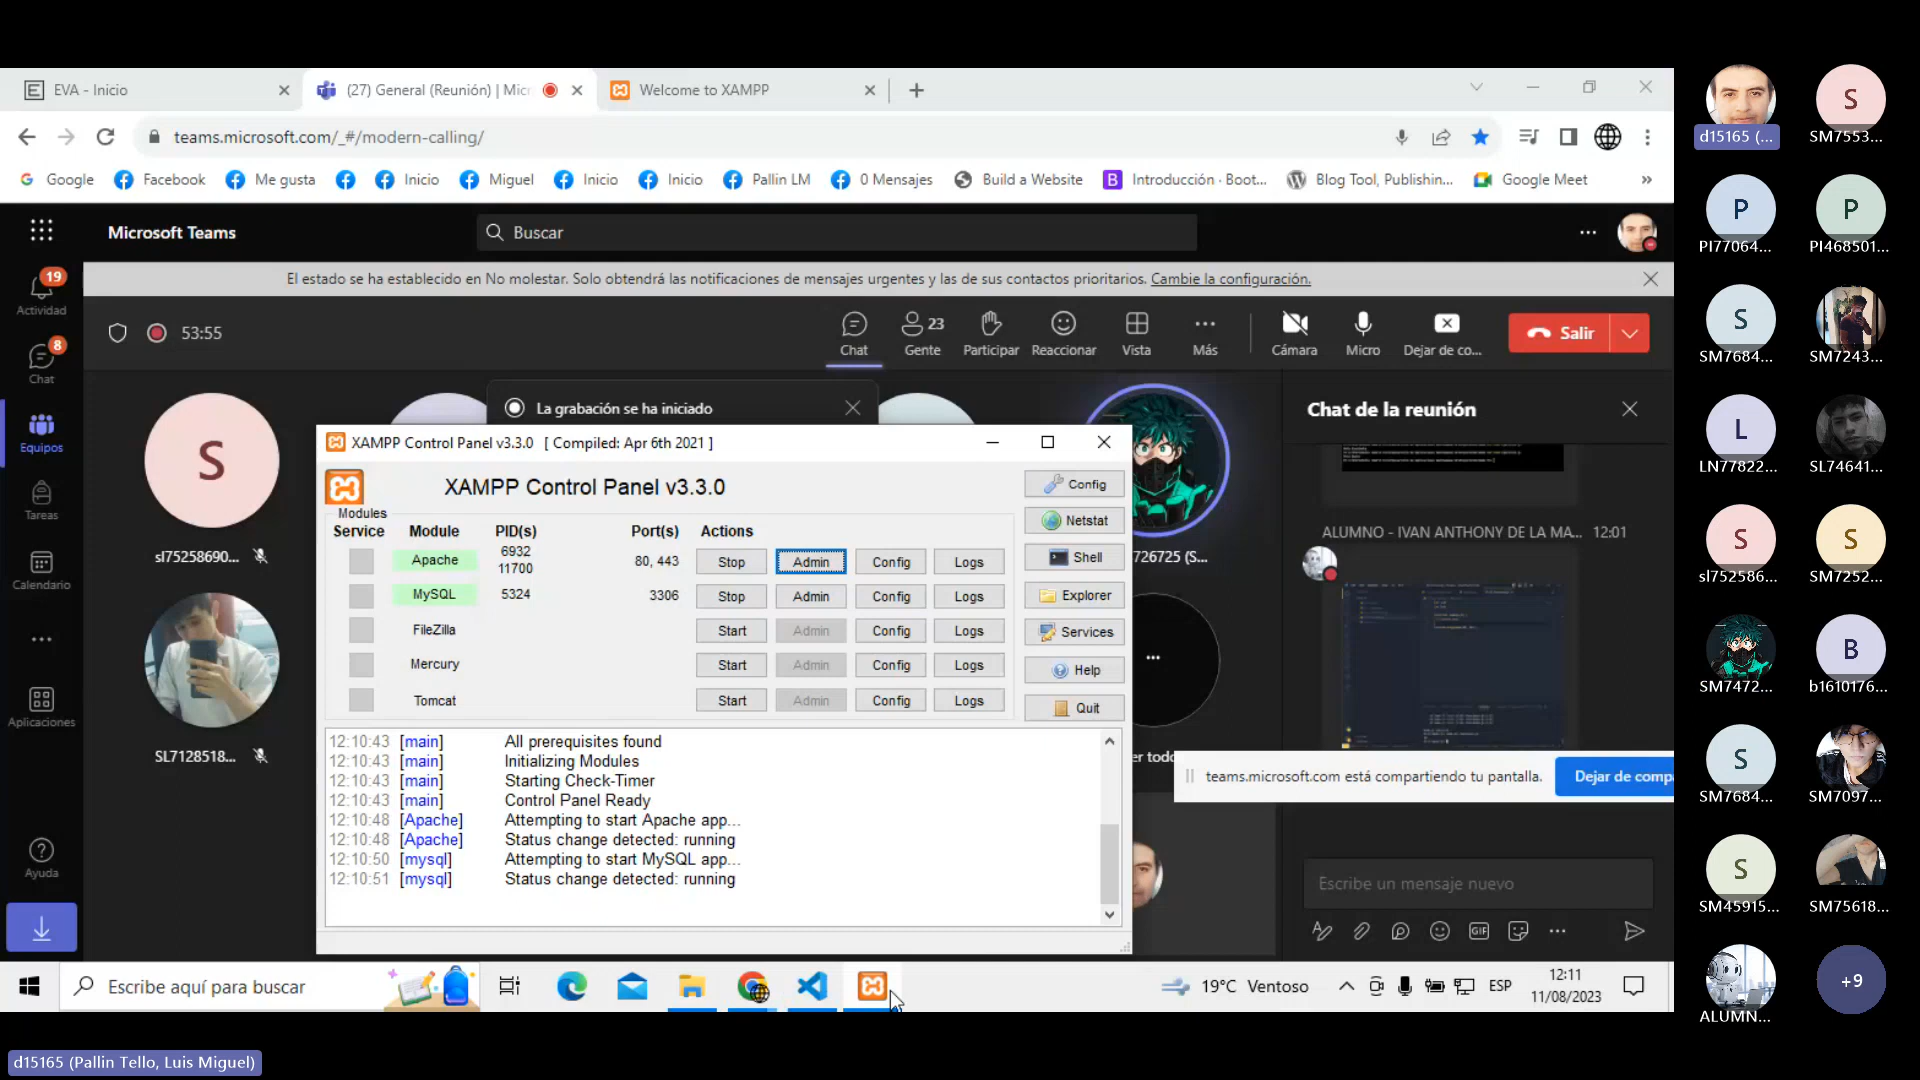 EVA - Inicio
(27) General (Reunión) | Micr
Welcome to XAMPP
teams.microsoft.com/_#/modern-calling/
Google
Facebook
Me gusta
Inicio
Miguel
Inicio
Inicio
Pallin LM
0 Mensajes
Build a Website
Introducción · Boot...
Blog Tool, Publishin...
Google Meet
»
Microsoft Teams
Buscar
El estado se ha establecido en No molestar. Solo obtendrá las notificaciones de mensajes urgentes y las de sus contactos prioritarios. Cambie la configuración.
19
Actividad
8
Chat
Equipos
Tareas
Calendario
Aplicaciones
Ayuda
53:55
Chat
23
Gente
Participar
Reaccionar
Vista
Más
Cámara
Micro
Dejar de co...
Salir
La grabación se ha iniciado
S
sl75258690...
SL7128518...
726725 (S...
er todo
Chat de la reunión
ALUMNO - IVAN ANTHONY DE LA MA... 12:01
XAMPP Control Panel v3.3.0 [ Compiled: Apr 6th 2021 ]
XAMPP Control Panel v3.3.0
Modules
Service Module PID(s) Port(s) Actions
Apache 6932 11700 80, 443 Stop Admin Config Logs
MySQL 5324 3306 Stop Admin Config Logs
FileZilla Start Admin Config Logs
Mercury Start Admin Config Logs
Tomcat Start Admin Config Logs
Config
Netstat
Shell
Explorer
Services
Help
Quit
12:10:43 [main] All prerequisites found
12:10:43 [main] Initializing Modules
12:10:43 [main] Starting Check-Timer
12:10:43 [main] Control Panel Ready
12:10:48 [Apache] Attempting to start Apache app...
12:10:48 [Apache] Status change detected: running
12:10:50 [mysql] Attempting to start MySQL app...
12:10:51 [mysql] Status change detected: running
teams.microsoft.com está compartiendo tu pantalla.
Dejar de compa
Escribe un mensaje nuevo
GIF
Escribe aquí para buscar
19°C Ventoso
ESP
12:11
11/08/2023
d15165 (...
S
SM7553...
P
PI77064...
P
PI468501...
S
SM7684...
SM7243...
L
LN77822...
SL74641...
S
sl752586...
S
SM7252...
SM7472...
B
b1610176...
S
SM7684...
SM7097...
S
SM45915...
SM75618...
ALUMN...
+9
d15165 (Pallin Tello, Luis Miguel)